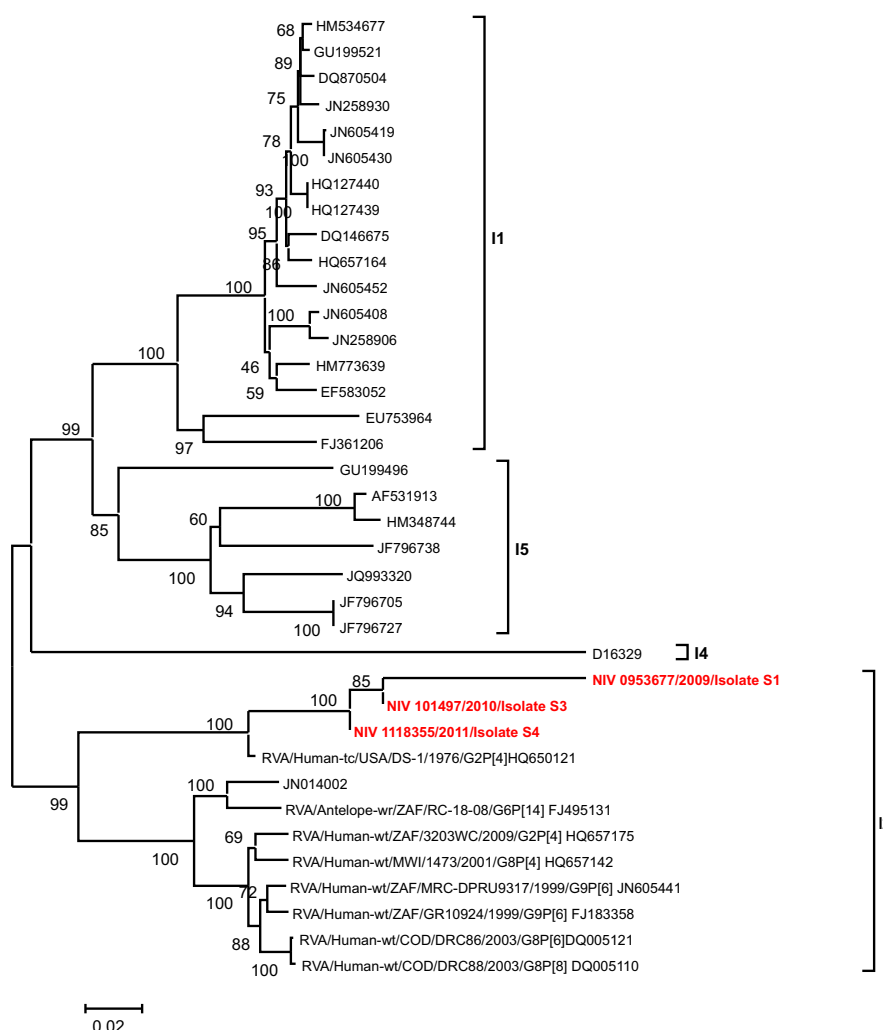 HM534677
68
GU199521
89
DQ870504
75
JN258930
JN605419
78
JN605430
100
HQ127440
93
HQ127439
100
DQ146675
95
I1
HQ657164
86
JN605452
100
JN605408
100
JN258906
100
HM773639
46
EF583052
59
EU753964
99
FJ361206
97
GU199496
AF531913
100
HM348744
60
85
JF796738
I5
JQ993320
100
JF796705
94
JF796727
100
D16329
I4
NIV 0953677/2009/Isolate S1
85
NIV 101497/2010/Isolate S3
100
NIV 1118355/2011/Isolate S4
100
RVA/Human-tc/USA/DS-1/1976/G2P[4]HQ650121
JN014002
100
99
RVA/Antelope-wr/ZAF/RC-18-08/G6P[14] FJ495131
I
RVA/Human-wt/ZAF/3203WC/2009/G2P[4] HQ657175
69
100
RVA/Human-wt/MWI/1473/2001/G8P[4] HQ657142
RVA/Human-wt/ZAF/MRC-DPRU9317/1999/G9P[6] JN605441
72
100
RVA/Human-wt/ZAF/GR10924/1999/G9P[6] FJ183358
RVA/Human-wt/COD/DRC86/2003/G8P[6]DQ005121
88
RVA/Human-wt/COD/DRC88/2003/G8P[8] DQ005110
100
0.02